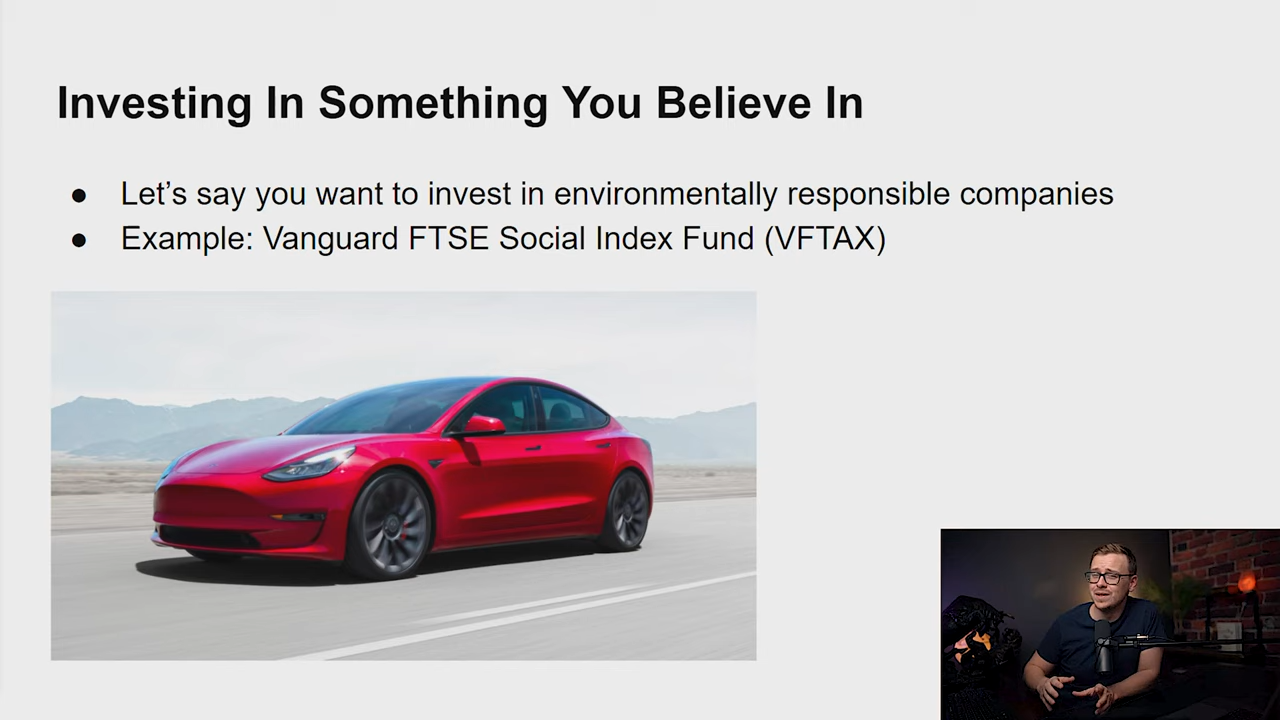 Investing In Something You Believe In
● Let’s say you want to invest in environmentally responsible companies
● Example: Vanguard FTSE Social Index Fund (VFTAX)